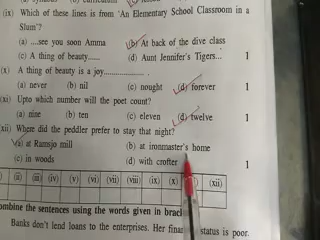 (ix) Which of these lines is from 'An Elementary School Classroom in a
Slum'?
(a) ....see you soon Amma (b) At back of the dive class
(c) A thing of beauty...... (d) Aunt Jennifer's Tigers... 1
(x) A thing of beauty is a joy....................
(a) never (b) nil (c) nought (d) forever 1
(xi) Upto which number will the poet count?
(a) nine (b) ten (c) eleven (d) twelve 1
(xii) Where did the peddler prefer to stay that night?
(a) at Ramsjo mill (b) at ironmaster's home
(c) in woods (d) with crofter 1
(ii) (iii) (iv) (v) (vi) (vii) (viii) (ix) (x) (xii)
ombine the sentences using the words given in brac
Banks don't lend loans to the enterprises. Her finan status is poor.